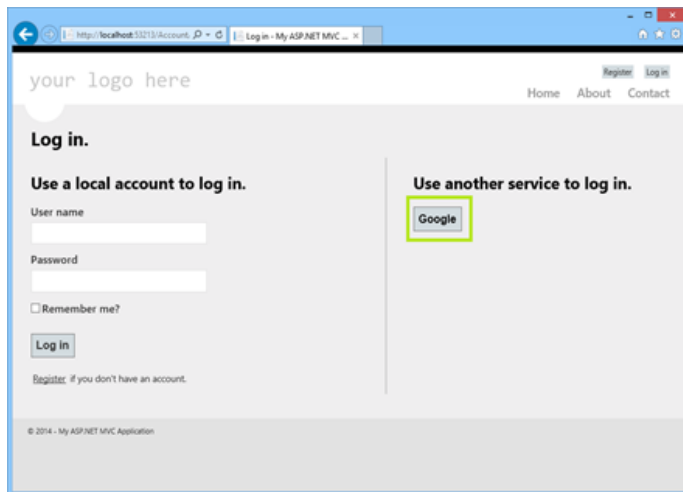 http://localhost:53213/Account
Log in - My ASP.NET MVC ...
your logo here
Register Log in
Home About Contact
Log in.
Use a local account to log in.
Use another service to log in.
User name
Google
Password
Remember me?
Log in
Register if you don't have an account.
© 2014 - My ASP.NET MVC Application